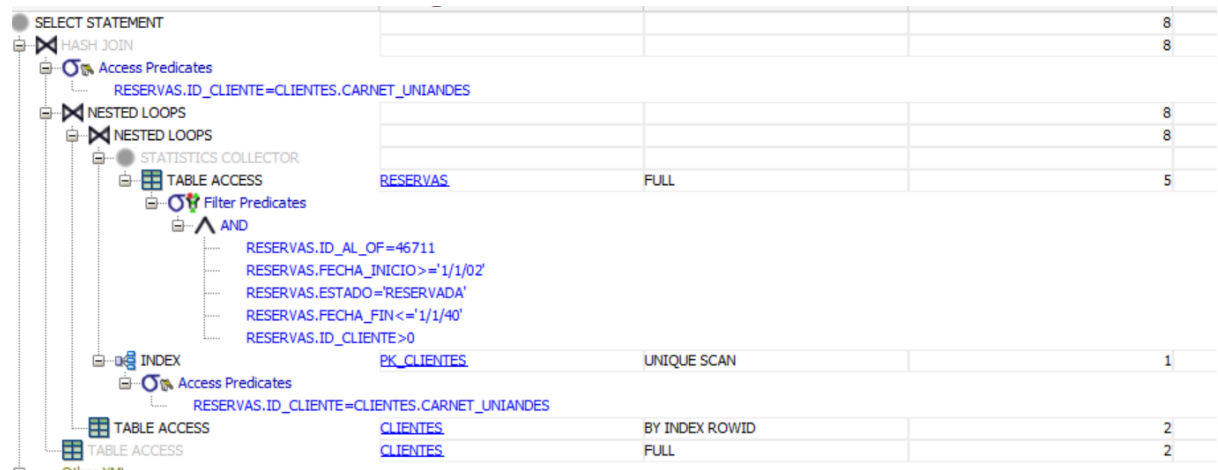 SELECT STATEMENT 8
HASH JOIN 8
Access Predicates
RESERVAS.ID_CLIENTE=CLIENTES.CARNET_UNIANDES
NESTED LOOPS 8
NESTED LOOPS 8
STATISTICS COLLECTOR
TABLE ACCESS RESERVAS FULL 5
Filter Predicates
AND
RESERVAS.ID_AL_OF=46711
RESERVAS.FECHA_INICIO>='1/1/02'
RESERVAS.ESTADO='RESERVADA'
RESERVAS.FECHA_FIN<='1/1/40'
RESERVAS.ID_CLIENTE>0
INDEX PK_CLIENTES UNIQUE SCAN 1
Access Predicates
RESERVAS.ID_CLIENTE=CLIENTES.CARNET_UNIANDES
TABLE ACCESS CLIENTES BY INDEX ROWID 2
TABLE ACCESS CLIENTES FULL 2